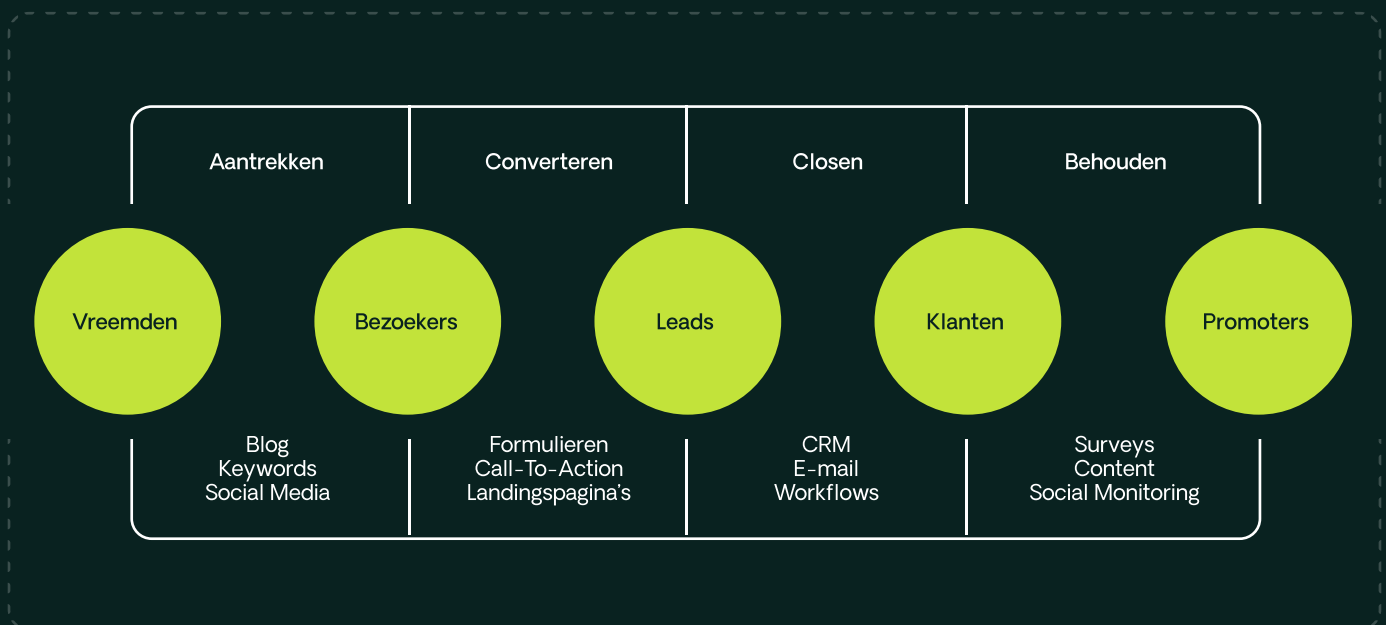 Aantrekken
Converteren
Closen
Behouden
Vreemden
Bezoekers
Leads
Klanten
Promoters
Blog
Keywords
Social Media
Formulieren
Call-To-Action
Landingspagina’s
CRM
E-mail
Workflows
Surveys
Content
Social Monitoring